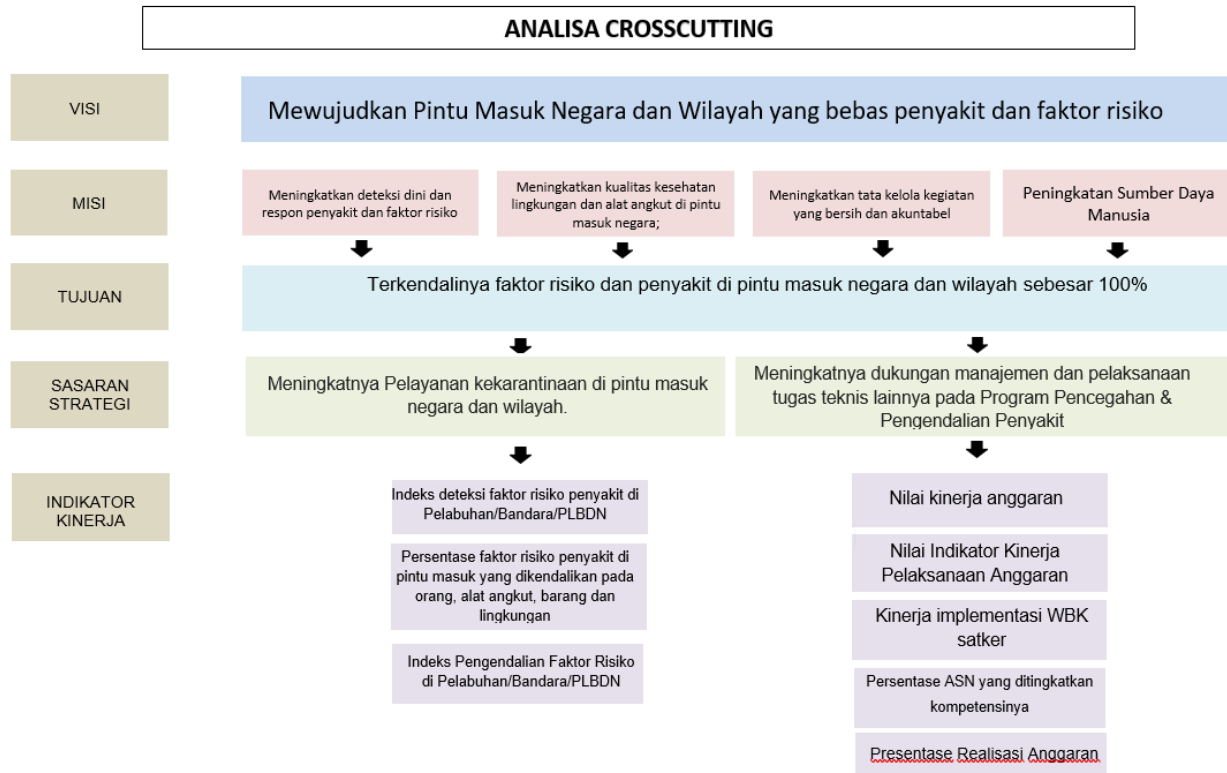 ANALISA CROSSCUTTING
VISI
Mewujudkan Pintu Masuk Negara dan Wilayah yang bebas penyakit dan faktor risiko
MISI
Meningkatkan deteksi dini dan
respon penyakit dan faktor risiko
Meningkatkan kualitas kesehatan
lingkungan dan alat angkut di pintu
masuk negara;
Meningkatkan tata kelola kegiatan
yang bersih dan akuntabel
Peningkatan Sumber Daya
Manusia
TUJUAN
Terkendalinya faktor risiko dan penyakit di pintu masuk negara dan wilayah sebesar 100%
SASARAN
STRATEGI
Meningkatnya Pelayanan kekarantinaan di pintu masuk
negara dan wilayah.
Meningkatnya dukungan manajemen dan pelaksanaan
tugas teknis lainnya pada Program Pencegahan &
Pengendalian Penyakit
INDIKATOR
KINERJA
Indeks deteksi faktor risiko penyakit di
Pelabuhan/Bandara/PLBDN
Persentase faktor risiko penyakit di
pintu masuk yang dikendalikan pada
orang, alat angkut, barang dan
lingkungan
Indeks Pengendalian Faktor Risiko
di Pelabuhan/Bandara/PLBDN
Nilai kinerja anggaran
Nilai Indikator Kinerja
Pelaksanaan Anggaran
Kinerja implementasi WBK
satker
Persentase ASN yang ditingkatkan
kompetensinya
Presentase Realisasi Anggaran